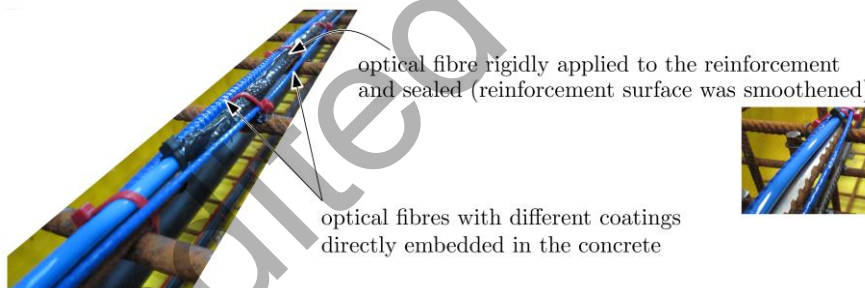 optical fibre rigidly applied to the reinforcement
and sealed (reinforcement surface was smoothened)
optical fibres with different coatings
directly embedded in the concrete